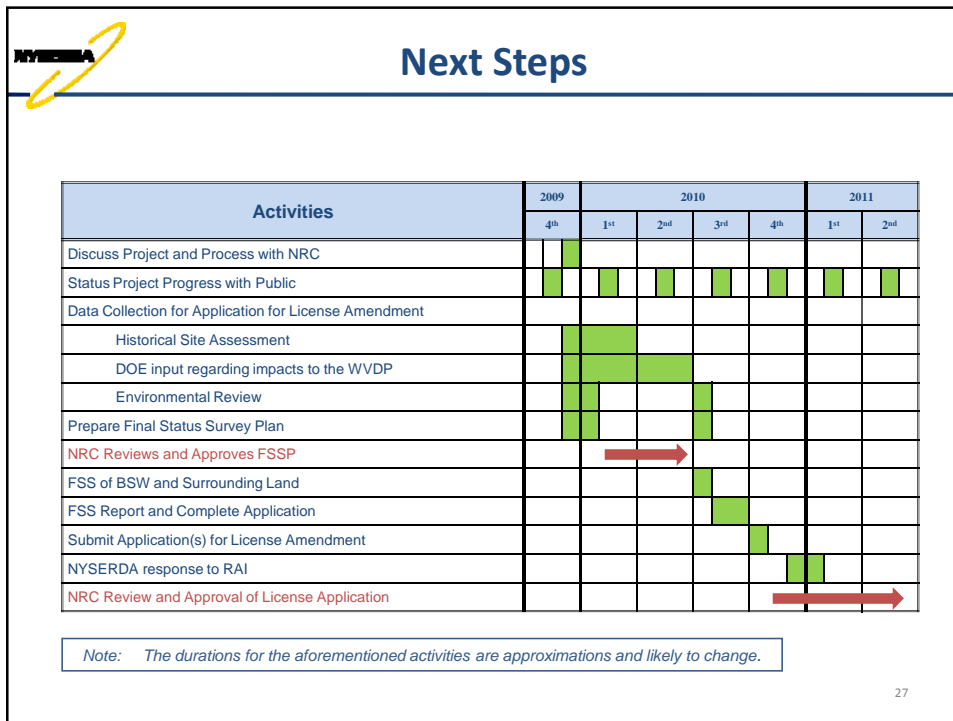 NYSERDA
Next Steps
Activities
2009 2010 2011
4th 1st 2nd 3rd 4th 1st 2nd
Discuss Project and Process with NRC
Status Project Progress with Public
Data Collection for Application for License Amendment
Historical Site Assessment
DOE input regarding impacts to the WVDP
Environmental Review
Prepare Final Status Survey Plan
NRC Reviews and Approves FSSP
FSS of BSW and Surrounding Land
FSS Report and Complete Application
Submit Application(s) for License Amendment
NYSERDA response to RAI
NRC Review and Approval of License Application
Note: The durations for the aforementioned activities are approximations and likely to change.
27